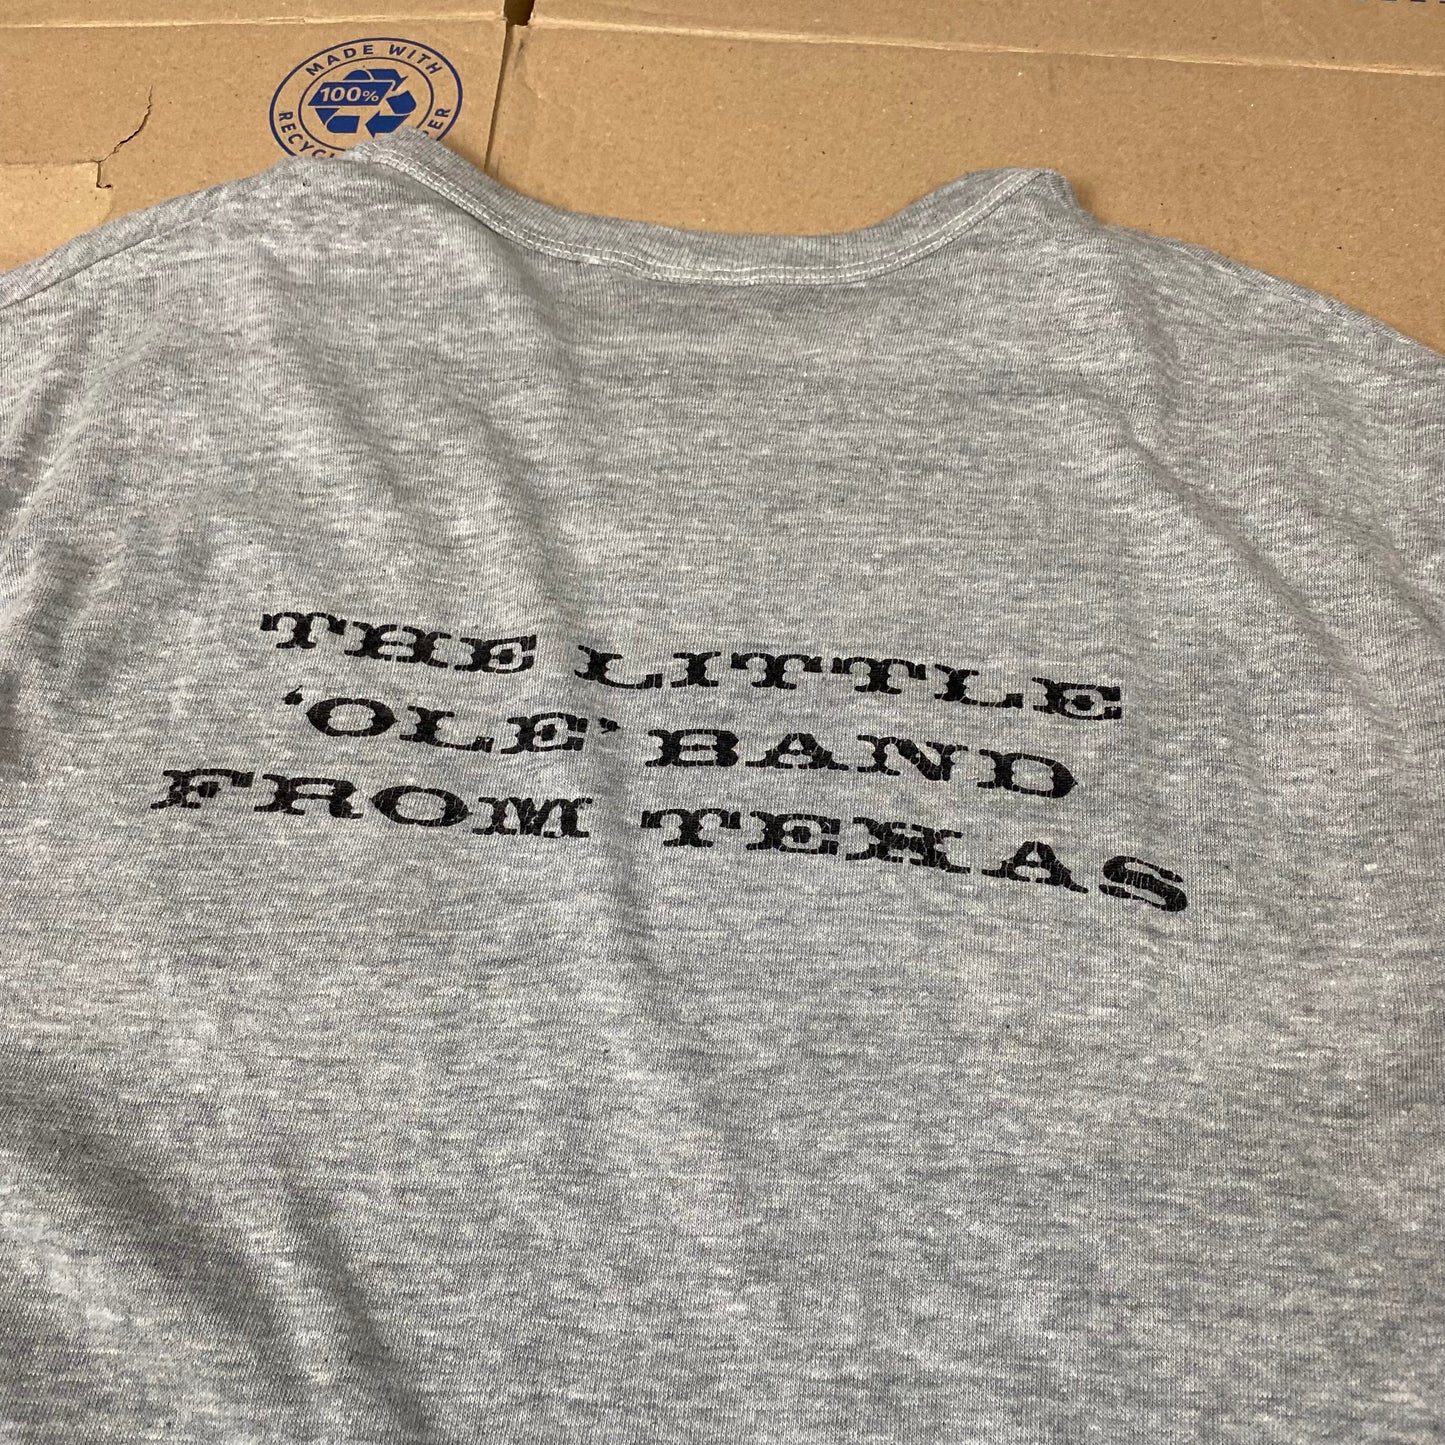 MADE WITH
100%
THE LITTLE
‘OLE’ BAND
FROM TEXAS